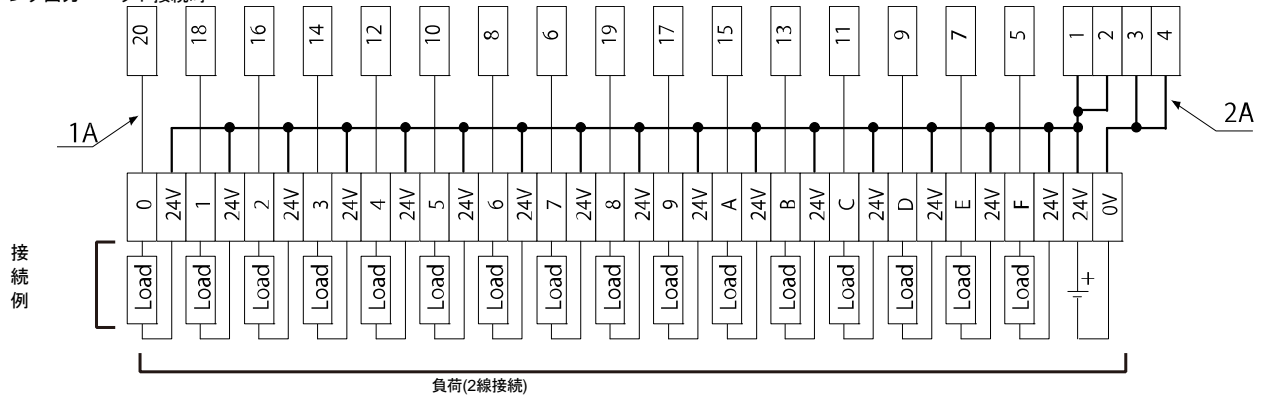 20 18 16 14 12 10 8 6 19 17 15 13 11 9 7 5 1 2 3 4
1A
2A
0 24V 1 24V 2 24V 3 24V 4 24V 5 24V 6 24V 7 24V 8 24V 9 24V A 24V B 24V C 24V D 24V E 24V F 24V 24V 0V
接続例
Load Load Load Load Load Load Load Load Load Load Load Load Load Load Load Load +
負荷(2線接続)